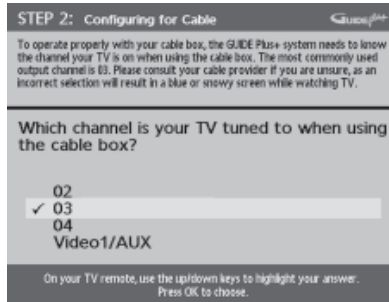 STEP 2: Configuring for Cable
GUIDE Plus+
To operate properly with your cable box, the GUIDE Plus+ system needs to know
the channel your TV is on when using the cable box. The most commonly used
output channel is 03. Please consult your cable provider if you are unsure, as an
incorrect selection will result in a blue or snowy screen while watching TV.
Which channel is your TV tuned to when using
the cable box?
02
✓ 03
04
Video1/AUX
On your TV remote, use the up/down keys to highlight your answer.
Press OK to choose.